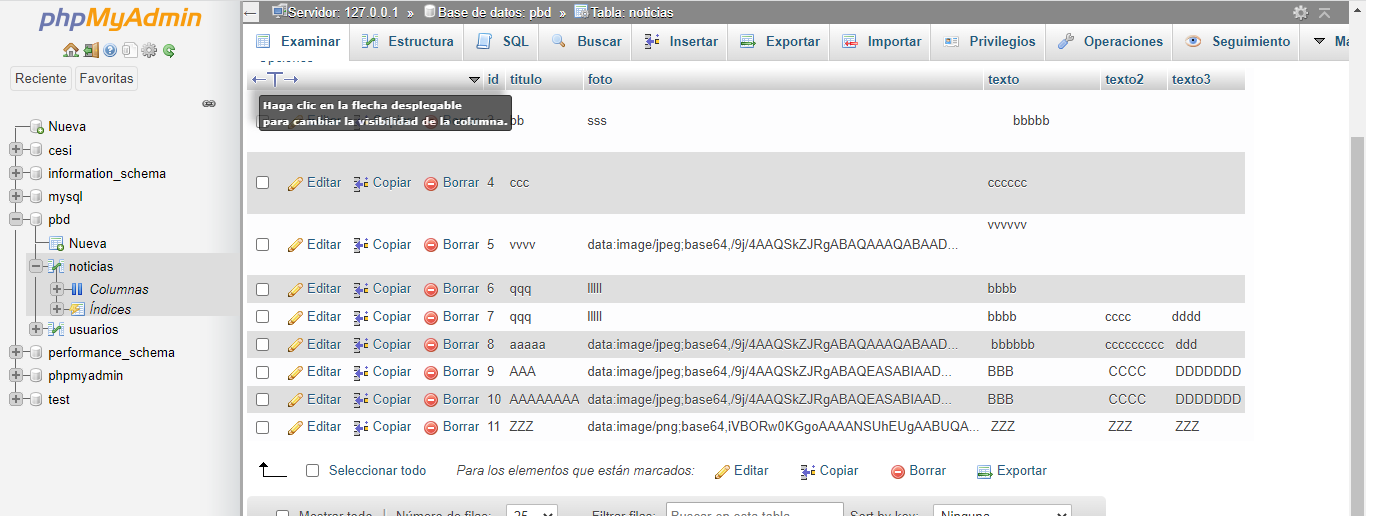 phpMyAdmin
Servidor: 127.0.0.1 » Base de datos: pbd » Tabla: noticias
Examinar Estructura SQL Buscar Insertar Exportar Importar Privilegios Operaciones Seguimiento
Reciente Favoritas
Nueva
cesi
information_schema
mysql
pbd
Nueva
noticias
Columnas
Índices
usuarios
performance_schema
phpmyadmin
test
Opciones
id titulo foto texto texto2 texto3
Haga clic en la flecha desplegable
para cambiar la visibilidad de la columna.
bb sss bbbbb
Editar Copiar Borrar 4 ccc cccccc
Editar Copiar Borrar 5 vvvv data:image/jpeg;base64,/9j/4AAQSkZJRgABAQAAAQABAAD... vvvvvv
Editar Copiar Borrar 6 qqq lllll bbbb
Editar Copiar Borrar 7 qqq lllll bbbb cccc dddd
Editar Copiar Borrar 8 aaaaa data:image/jpeg;base64,/9j/4AAQSkZJRgABAQAAAQABAAD... bbbbbb ccccccccc ddd
Editar Copiar Borrar 9 AAA data:image/jpeg;base64,/9j/4AAQSkZJRgABAQEASABIAAD... BBB CCCC DDDDDDD
Editar Copiar Borrar 10 AAAAAAAA data:image/jpeg;base64,/9j/4AAQSkZJRgABAQEASABIAAD... BBB CCCC DDDDDDD
Editar Copiar Borrar 11 ZZZ data:image/png;base64,iVBORw0KGgoAAAANSUhEUgAABUQA... ZZZ ZZZ ZZZ
Seleccionar todo Para los elementos que están marcados: Editar Copiar Borrar Exportar
Mostrar todo | Número de filas: 25 Filtrar filas: Buscar en esta tabla Sort by key: Ninguna